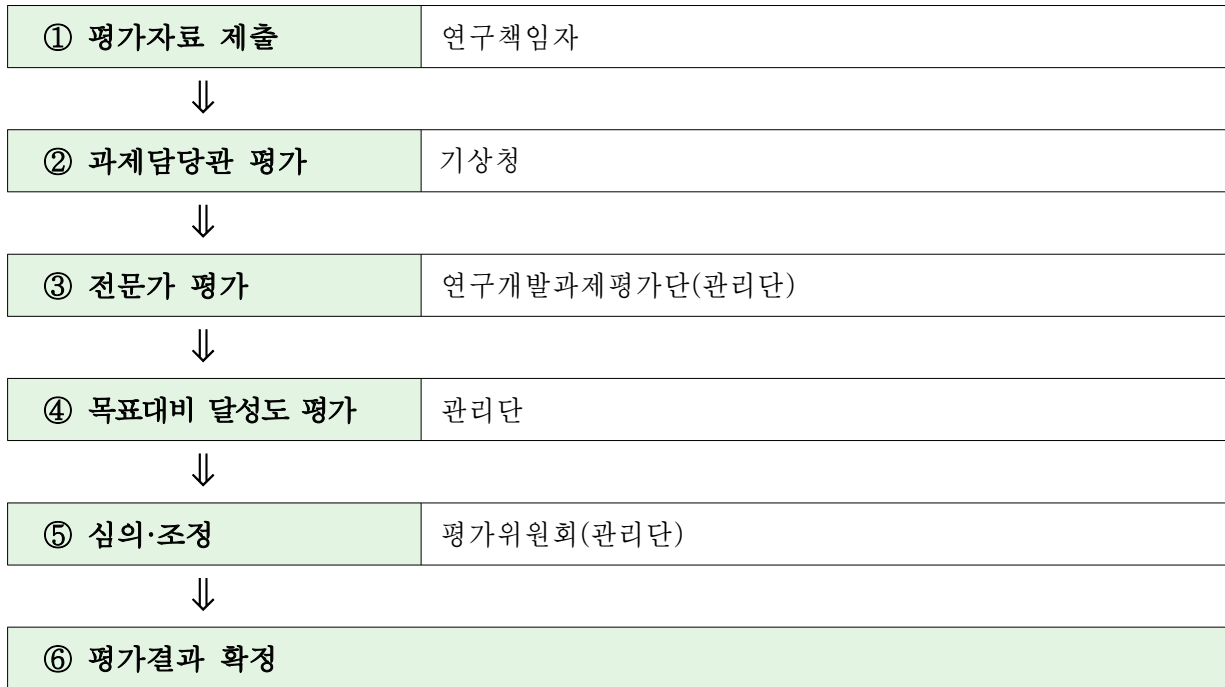 ① 평가자료 제출 연구책임자
⇓
② 과제담당관 평가 기상청
⇓
③ 전문가 평가 연구개발과제평가단(관리단)
⇓
④ 목표대비 달성도 평가 관리단
⇓
⑤ 심의·조정 평가위원회(관리단)
⇓
⑥ 평가결과 확정